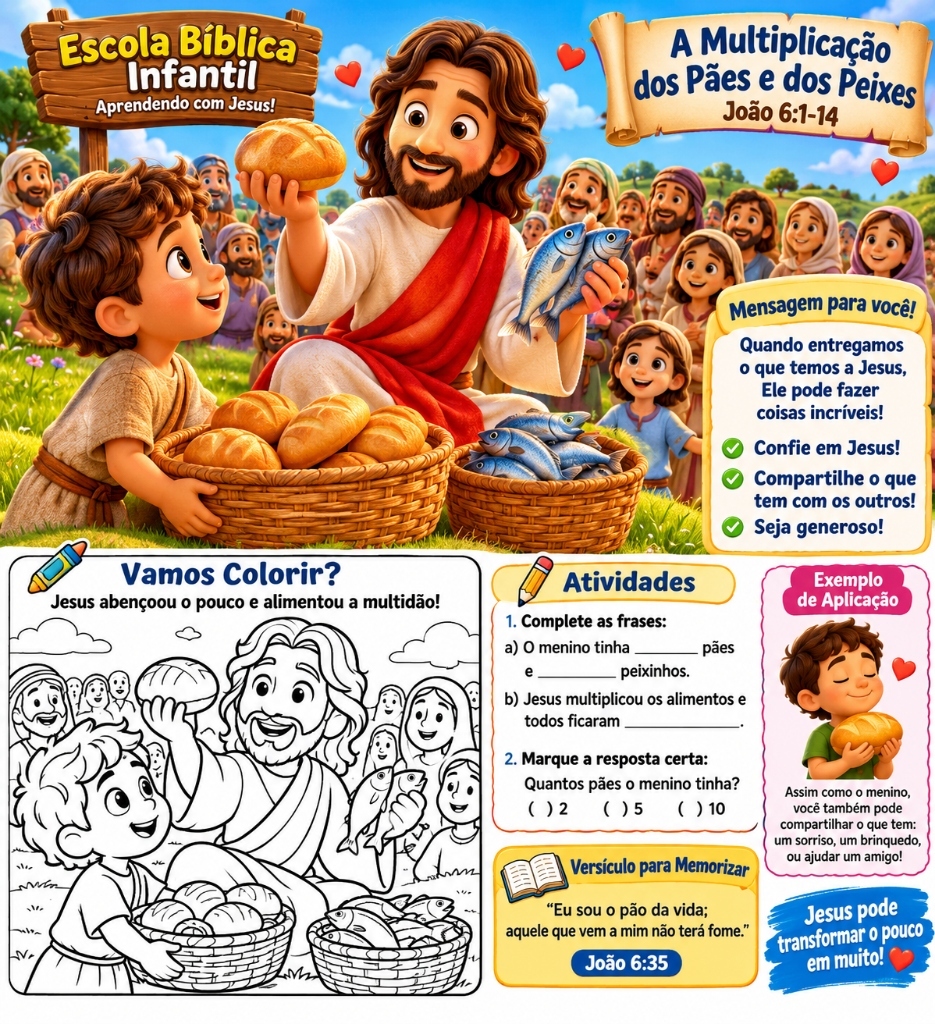 Escola Bíblica
Infantil
Aprendendo com Jesus!
A Multiplicação
dos Pães e dos Peixes
João 6:1-14
Mensagem para você!
Quando entregamos
o que temos a Jesus,
Ele pode fazer
coisas incríveis!
Confie em Jesus!
Compartilhe o que
tem com os outros!
Seja generoso!
Vamos Colorir?
Jesus abençoou o pouco e alimentou a multidão!
Atividades
1. Complete as frases:
a) O menino tinha ________ pães
e __________ peixinhos.
b) Jesus multiplicou os alimentos e
todos ficaram _______________.
2. Marque a resposta certa:
Quantos pães o menino tinha?
( ) 2 ( ) 5 ( ) 10
Exemplo
de Aplicação
Assim como o menino,
você também pode
compartilhar o que tem:
um sorriso, um brinquedo,
ou ajudar um amigo!
Versículo para Memorizar
“Eu sou o pão da vida;
aquele que vem a mim não terá fome.”
João 6:35
Jesus pode
transformar o pouco
em muito!